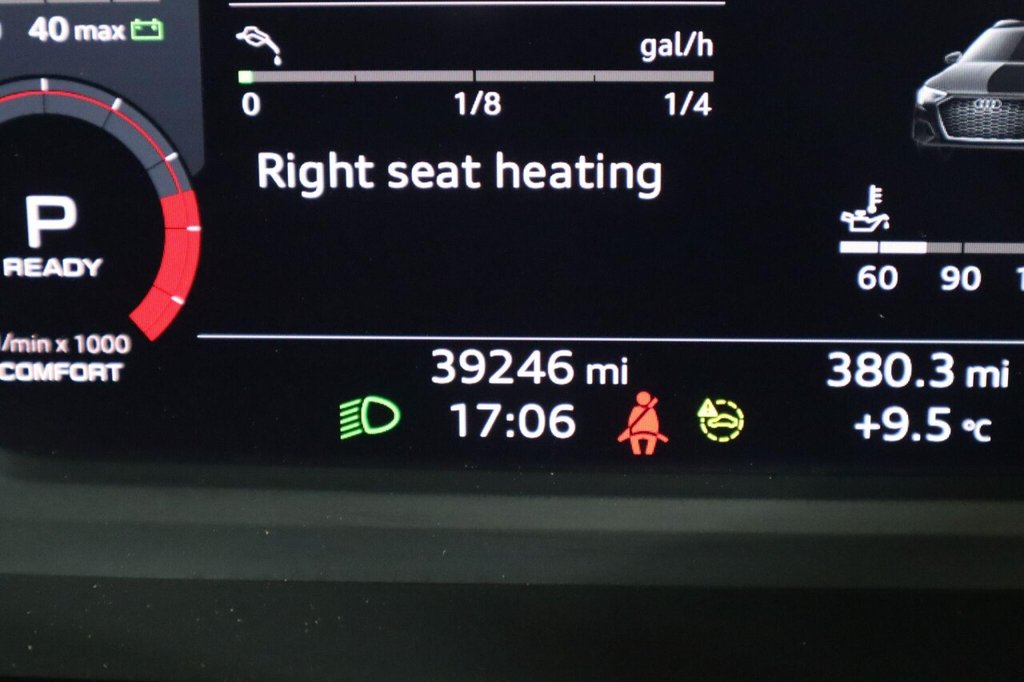 40 max
gal/h
0 1/8 1/4
Right seat heating
P
READY
60 90
/min x 1000
COMFORT
39246 mi
380.3 mi
17:06
+9.5 °C